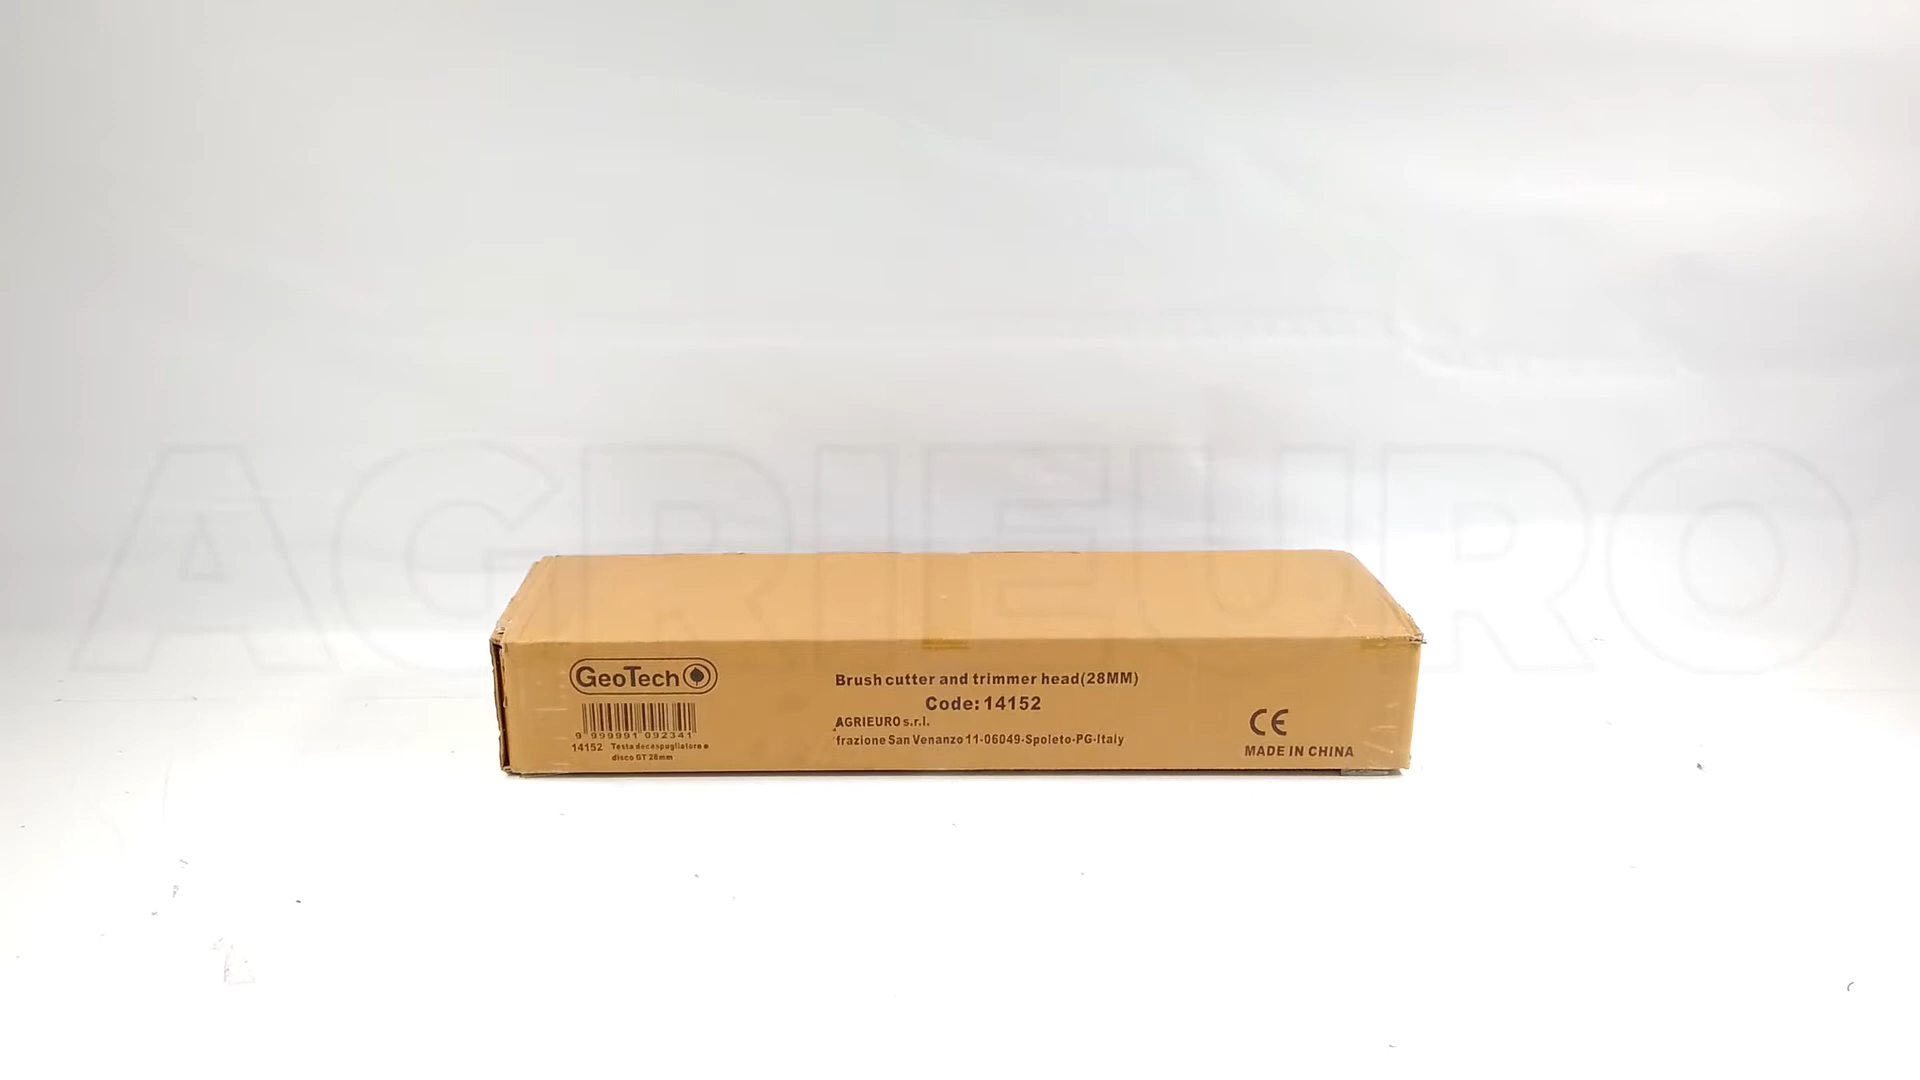 AGRIEURO
GeoTech
9 999991 092341
14152 Testa decespugliatore e
disco GT 28mm
Brush cutter and trimmer head(28MM)
Code:14152
AGRIEURO s.r.l.
frazione San Venanzo 11-06049-Spoleto-PG-Italy
CE
MADE IN CHINA